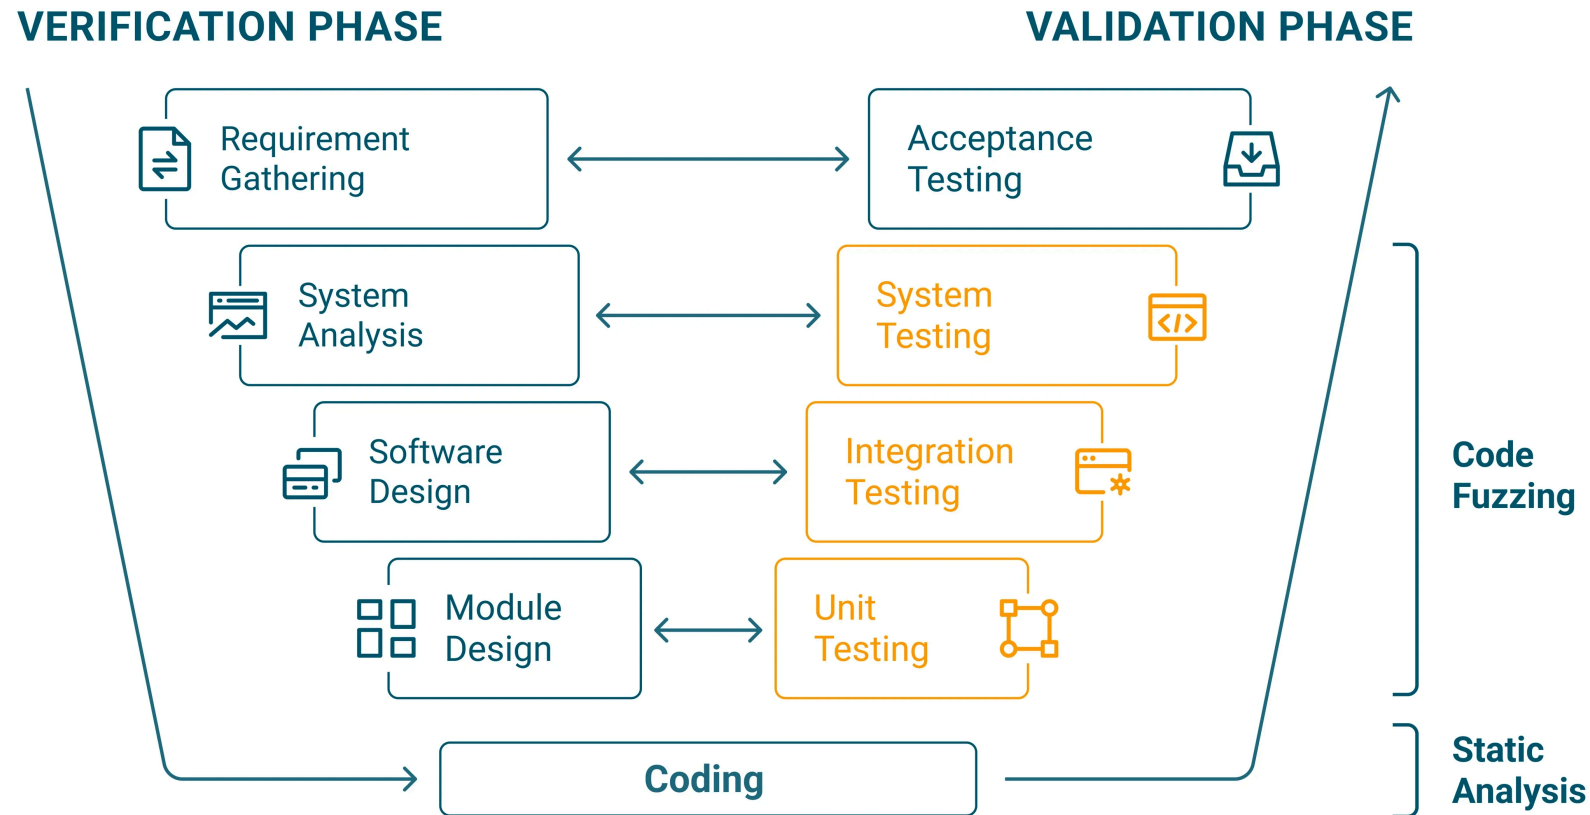 VERIFICATION PHASE
VALIDATION PHASE
Requirement
Gathering
Acceptance
Testing
System
Analysis
System
Testing
Software
Design
Integration
Testing
Code
Fuzzing
Module
Design
Unit
Testing
Coding
Static
Analysis